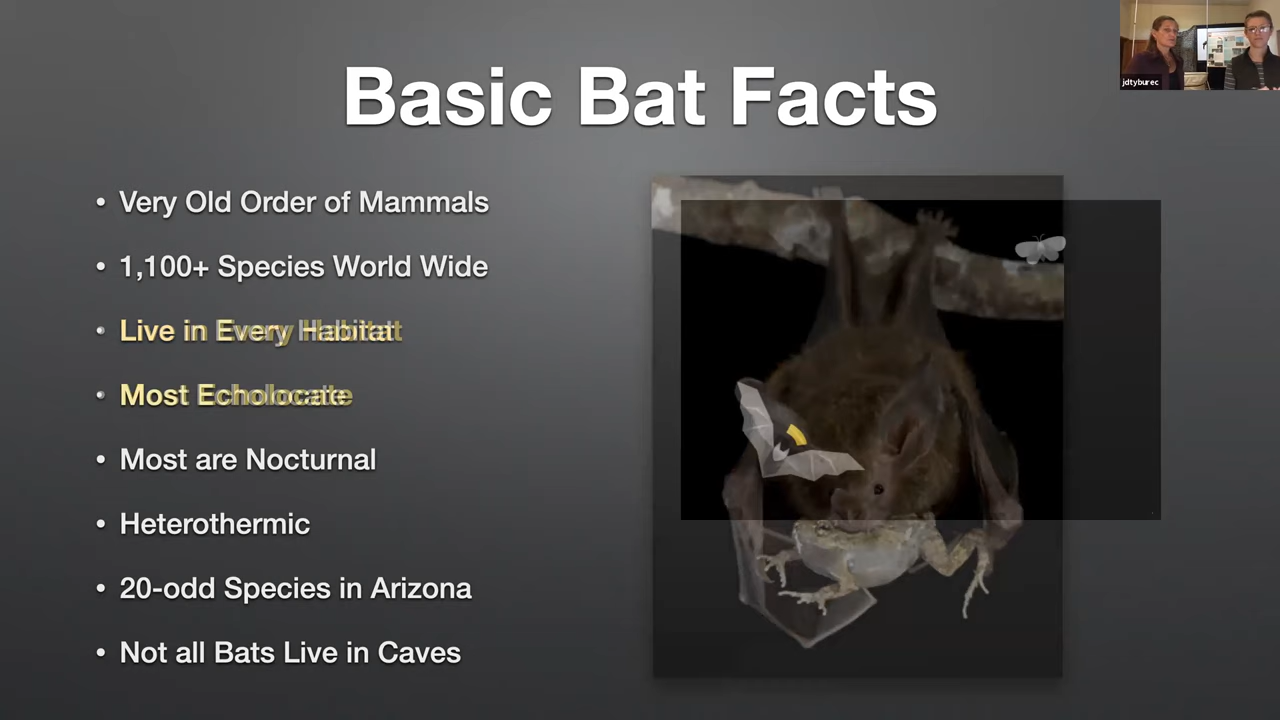 Basic Bat Facts
• Very Old Order of Mammals
• 1,100+ Species World Wide
• Live in Every Habitat
• Most Echolocate
• Most are Nocturnal
• Heterothermic
• 20-odd Species in Arizona
• Not all Bats Live in Caves
jdtyburec